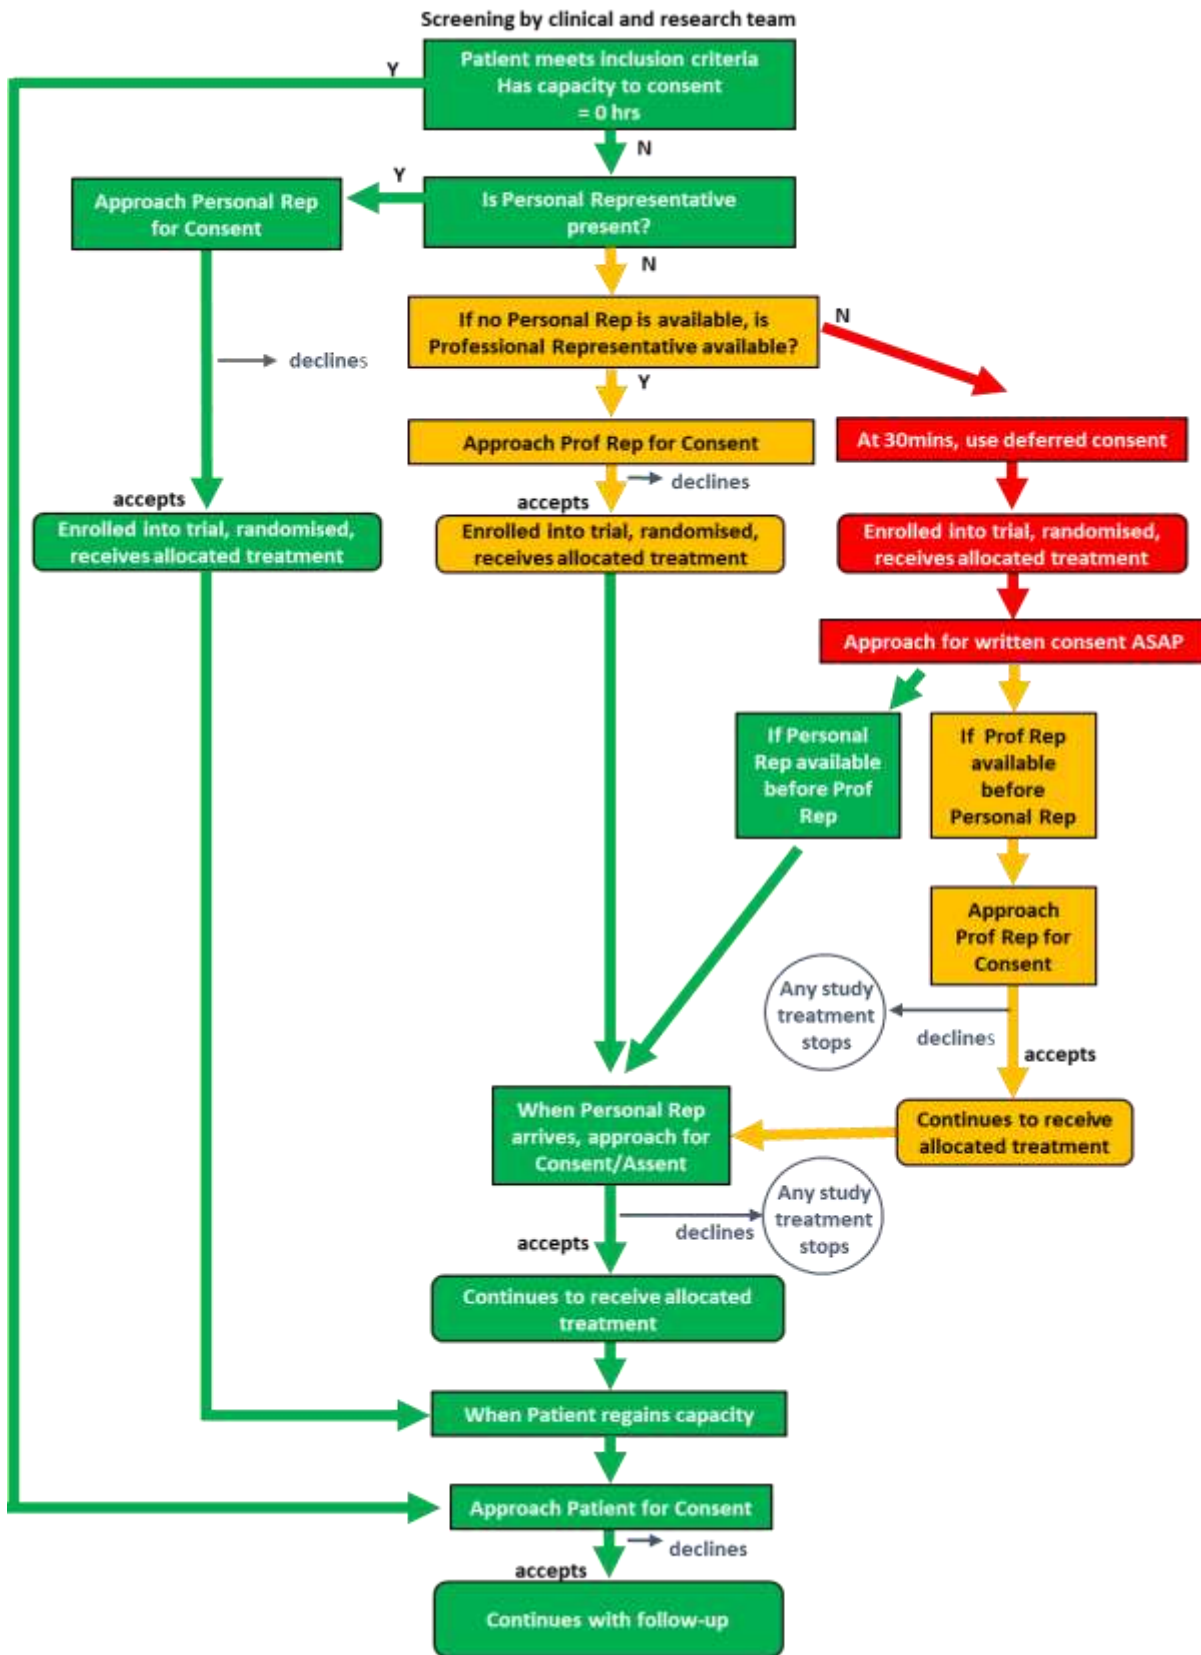 Screening by clinical and research team
Patient meets inclusion criteria
Has capacity to consent
= 0 hrs
Y
N
Y
Approach Personal Rep
for Consent
Is Personal Representative
present?
N
If no Personal Rep is available, is
Professional Representative available?
N
declines
Y
Approach Prof Rep for Consent
At 30mins, use deferred consent
declines
accepts
accepts
Enrolled into trial, randomised,
receives allocated treatment
Enrolled into trial, randomised,
receives allocated treatment
Enrolled into trial, randomised,
receives allocated treatment
Approach for written consent ASAP
If Personal
Rep available
before Prof
Rep
If Prof Rep
available
before
Personal Rep
Approach
Prof Rep for
Consent
Any study
treatment
stops
declines
accepts
When Personal Rep
arrives, approach for
Consent/Assent
Continues to receive
allocated treatment
Any study
treatment
stops
declines
accepts
Continues to receive allocated
treatment
When Patient regains capacity
Approach Patient for Consent
declines
accepts
Continues with follow-up